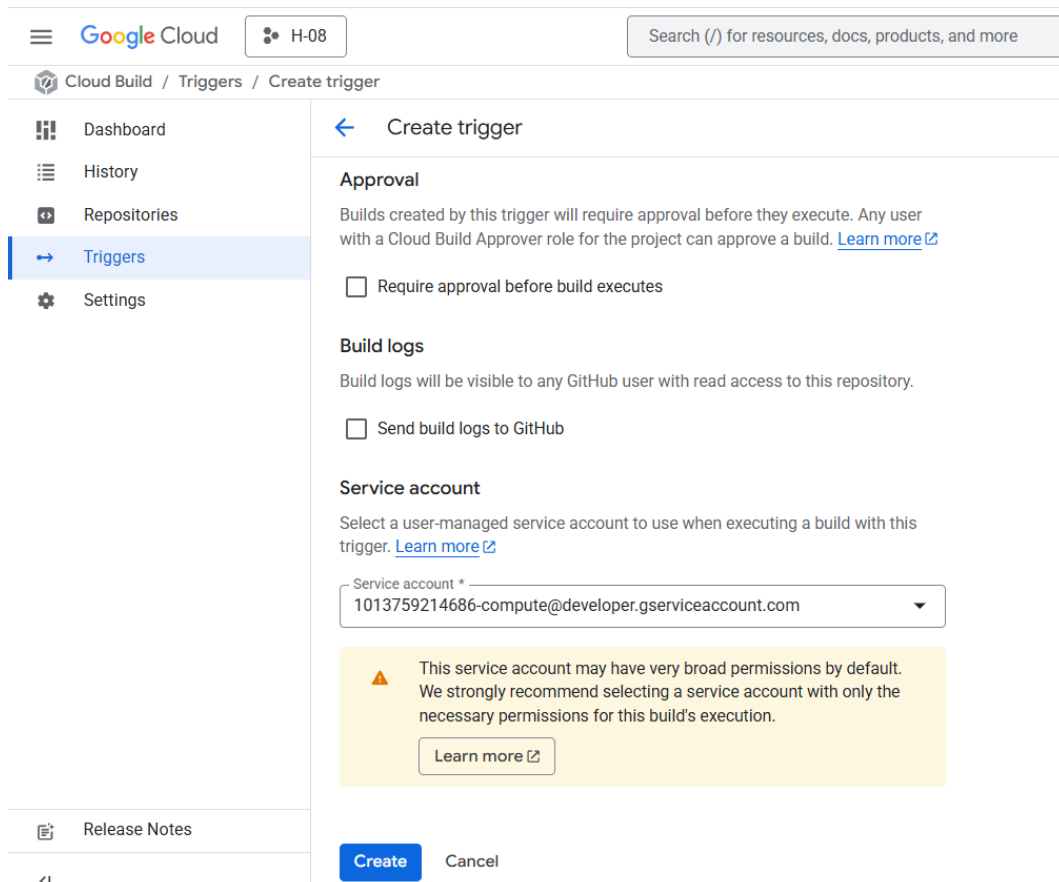 Google Cloud
H-08
Search (/) for resources, docs, products, and more
Cloud Build / Triggers / Create trigger
Dashboard
History
Repositories
Triggers
Settings
Release Notes
Create trigger
Approval
Builds created by this trigger will require approval before they execute. Any user
with a Cloud Build Approver role for the project can approve a build. Learn more
Require approval before build executes
Build logs
Build logs will be visible to any GitHub user with read access to this repository.
Send build logs to GitHub
Service account
Select a user-managed service account to use when executing a build with this
trigger. Learn more
Service account *
1013759214686-compute@developer.gserviceaccount.com
This service account may have very broad permissions by default.
We strongly recommend selecting a service account with only the
necessary permissions for this build's execution.
Learn more
Create
Cancel